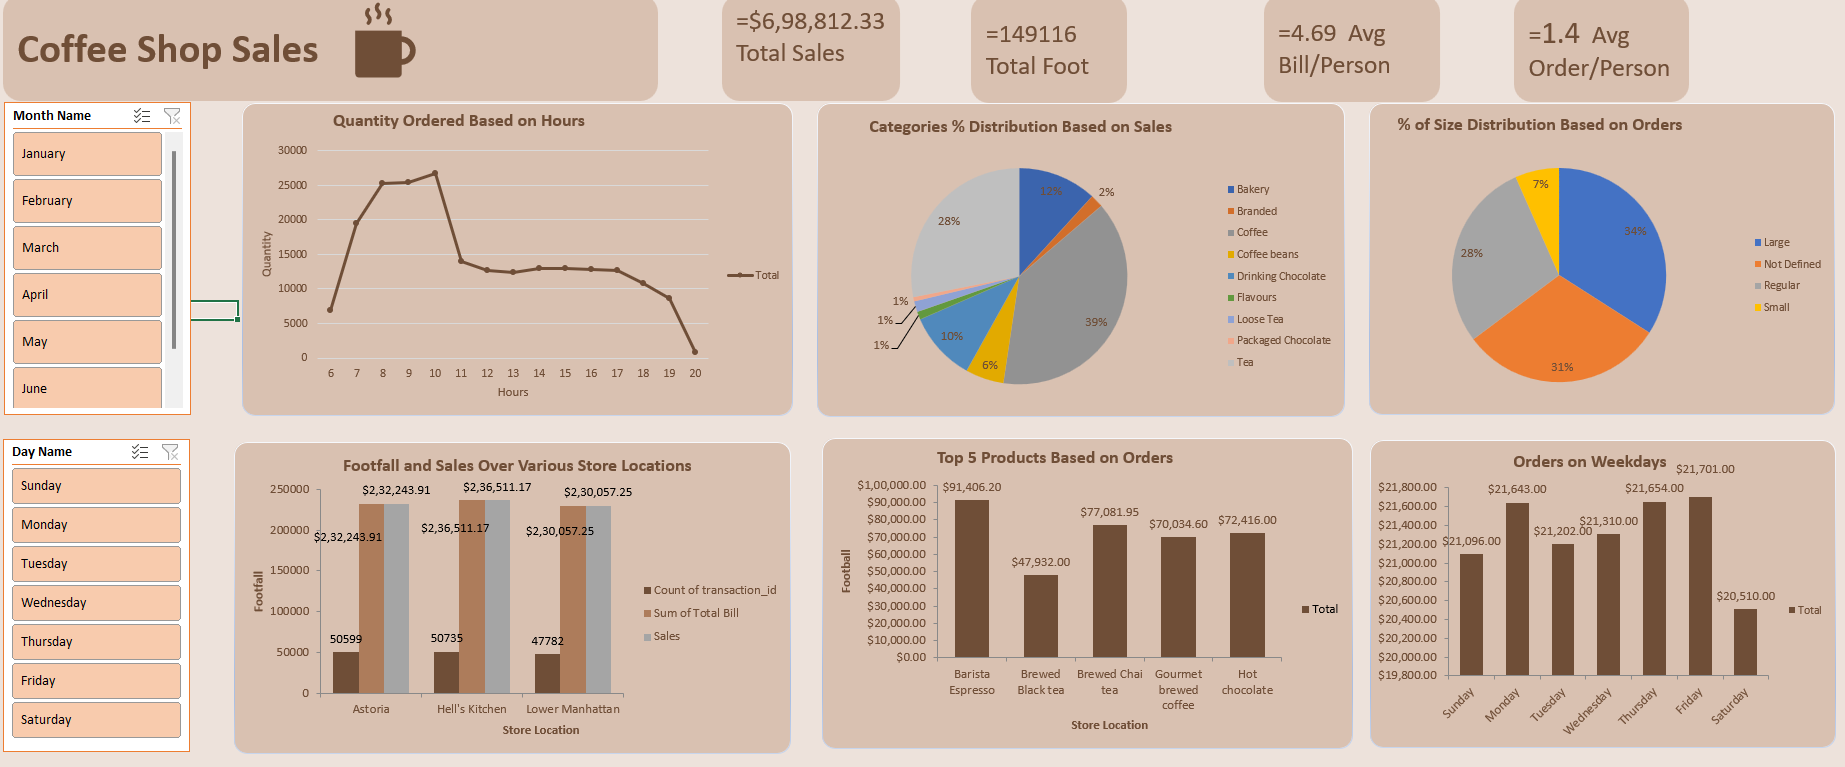 Coffee Shop Sales
=$6,98,812.33
Total Sales
=149116
Total Foot
=4.69 Avg
Bill/Person
=1.4 Avg
Order/Person
Month Name
January
February
March
April
May
June
Quantity Ordered Based on Hours
30000
25000
20000
15000
10000
5000
0
Quantity
6 7 8 9 10 11 12 13 14 15 16 17 18 19 20
Hours
Total
Categories % Distribution Based on Sales
12%
2%
39%
6%
10%
1%
1%
1%
28%
Bakery
Branded
Coffee
Coffee beans
Drinking Chocolate
Flavours
Loose Tea
Packaged Chocolate
Tea
% of Size Distribution Based on Orders
7%
34%
28%
31%
Large
Not Defined
Regular
Small
Day Name
Sunday
Monday
Tuesday
Wednesday
Thursday
Friday
Saturday
Footfall and Sales Over Various Store Locations
250000
200000
150000
100000
50000
0
Footfall
$2,32,243.91
$2,36,511.17
$2,30,057.25
$2,32,243.91
$2,36,511.17
$2,30,057.25
50599
50735
47782
Astoria
Hell's Kitchen
Lower Manhattan
Store Location
Count of transaction_id
Sum of Total Bill
Sales
Top 5 Products Based on Orders
$1,00,000.00
$90,000.00
$80,000.00
$70,000.00
$60,000.00
$50,000.00
$40,000.00
$30,000.00
$20,000.00
$10,000.00
$0.00
Football
$91,406.20
$47,932.00
$77,081.95
$70,034.60
$72,416.00
Barista
Espresso
Brewed
Black tea
Brewed Chai
tea
Gourmet
brewed
coffee
Hot
chocolate
Store Location
Total
Orders on Weekdays
$21,800.00
$21,600.00
$21,400.00
$21,200.00
$21,000.00
$20,800.00
$20,600.00
$20,400.00
$20,200.00
$20,000.00
$19,800.00
$21,096.00
$21,643.00
$21,202.00
$21,310.00
$21,654.00
$21,701.00
$20,510.00
Sunday
Monday
Tuesday
Wednesday
Thursday
Friday
Saturday
Total